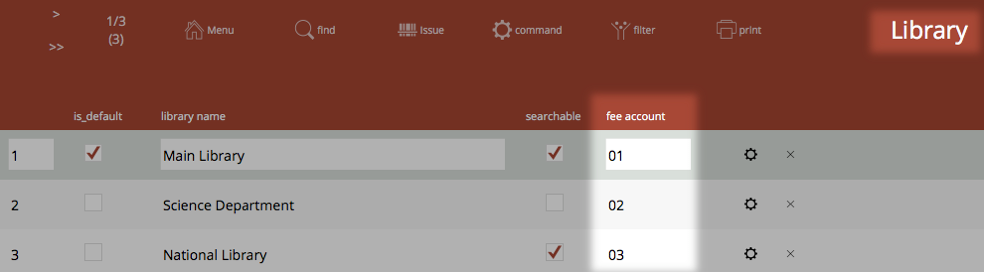 >
1/3
(3)
>>
Menu
find
Issue
command
filter
print
Library
is_default
library name
searchable
fee account
1
Main Library
01
2
Science Department
02
3
National Library
03